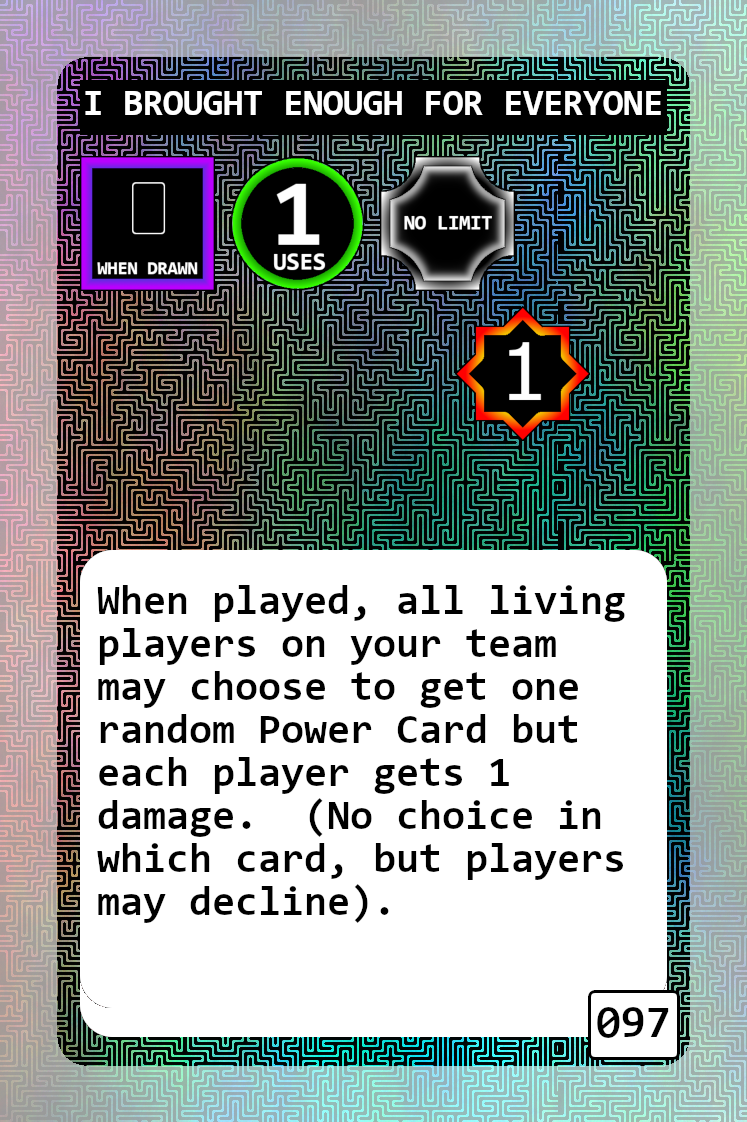 I BROUGHT ENOUGH FOR EVERYONE
WHEN DRAWN
1
USES
NO LIMIT
1
When played, all living
players on your team
may choose to get one
random Power Card but
each player gets 1
damage.  (No choice in
which card, but players
may decline).
097